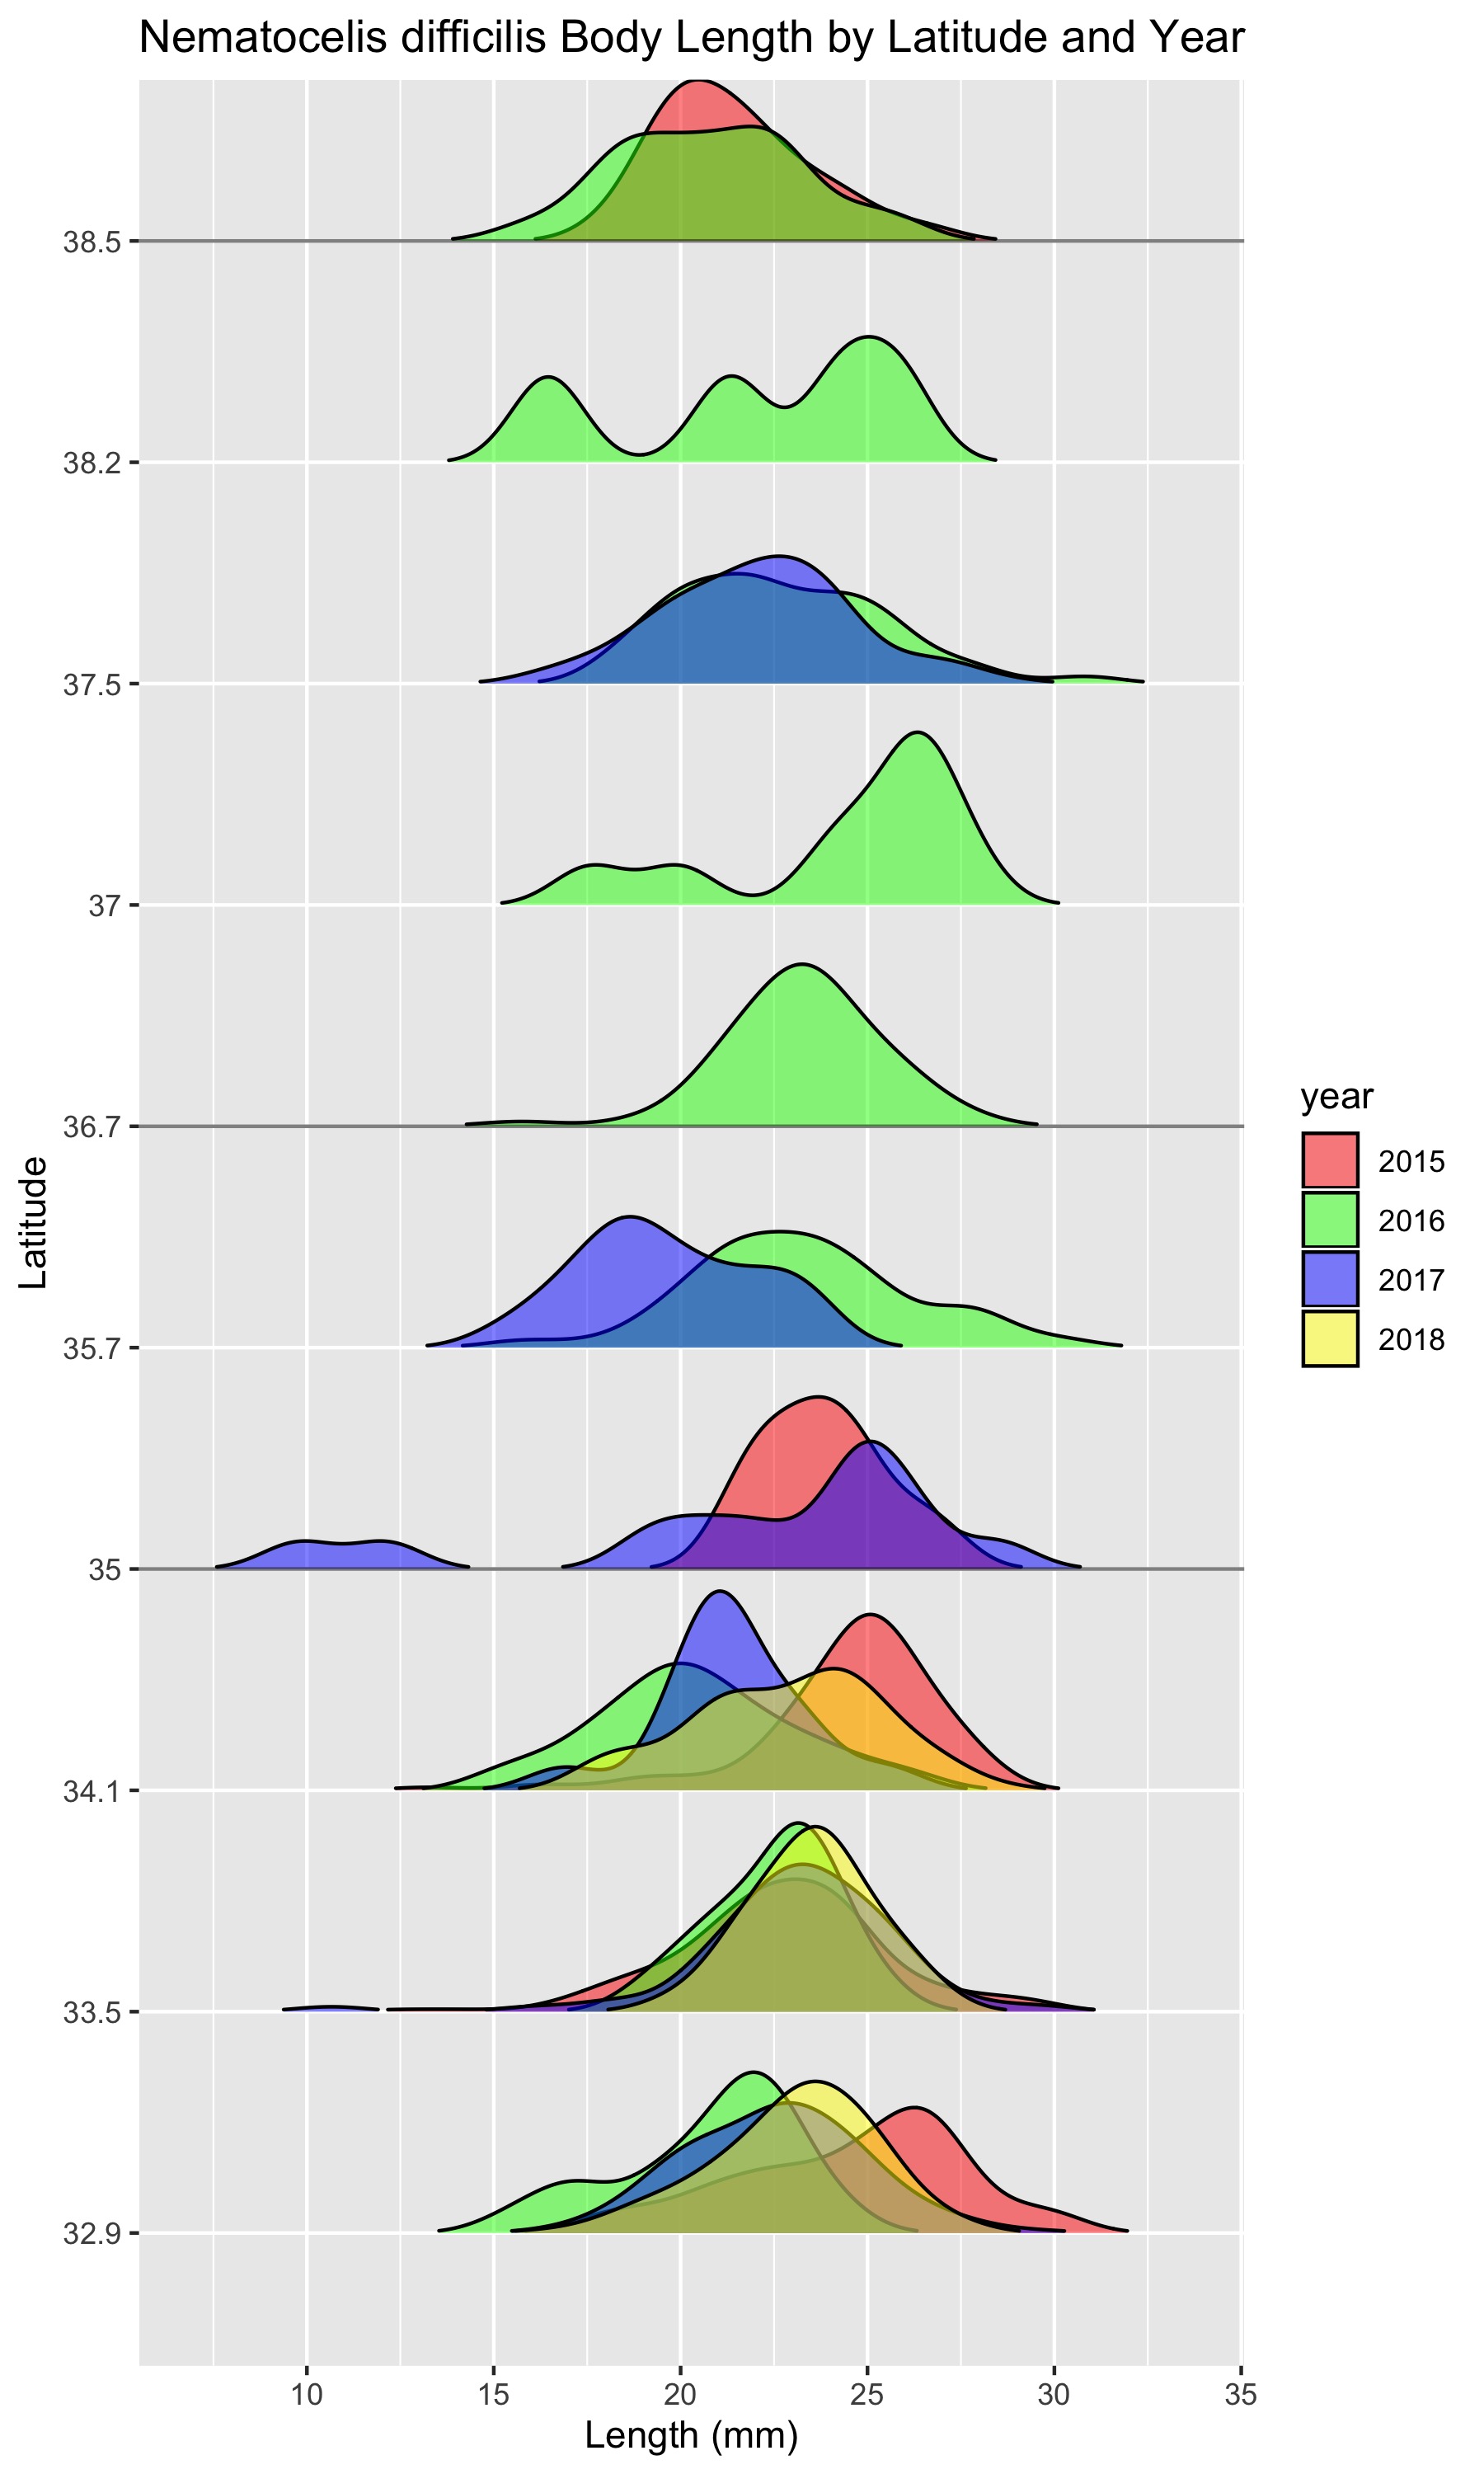 Nematocelis difficilis Body Length by Latitude and Year
38.5
38.2
37.5
37
36.7
35.7
35
34.1
33.5
32.9
Latitude
10 15 20 25 30 35
Length (mm)
year
2015
2016
2017
2018